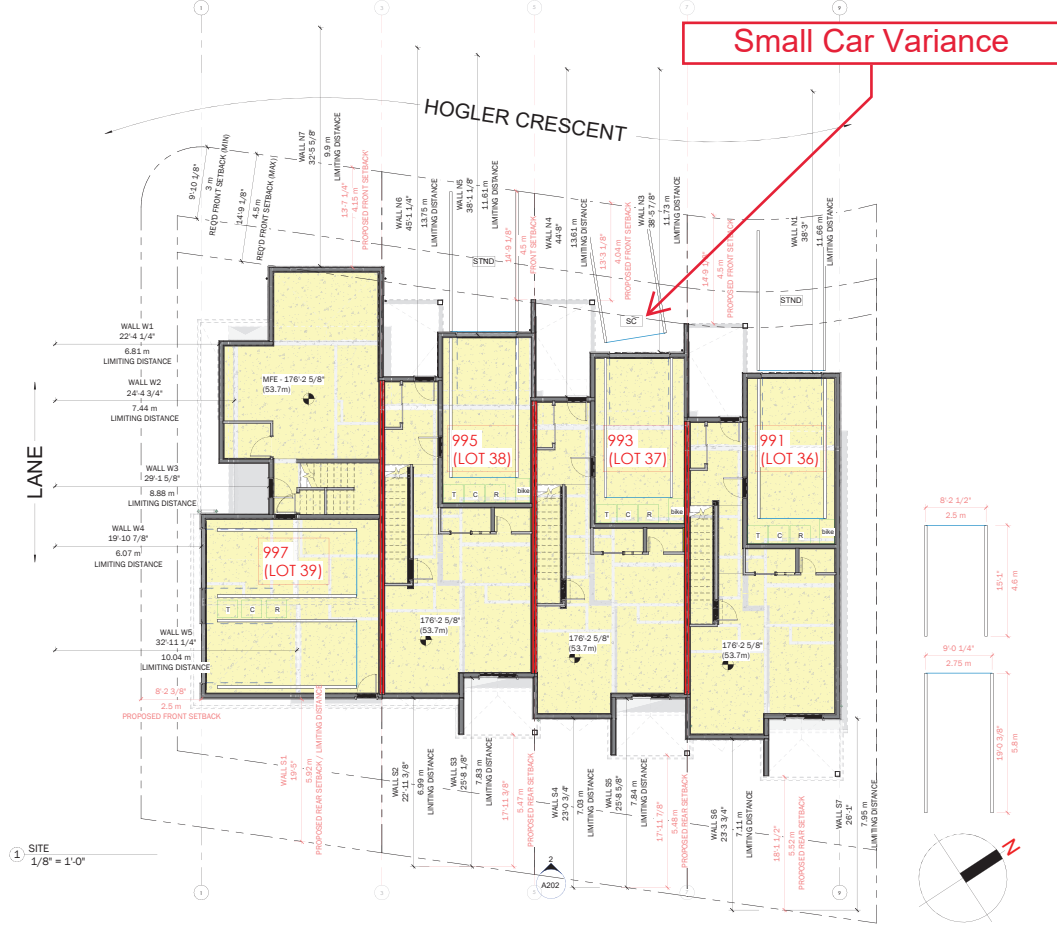 1
3
5
7
9
Small Car Variance
HOGLER CRESCENT
9'-10 1/8"
3 m
REQ'D FRONT SETBACK (MIN)
14'-9 1/8"
4.5 m
REQ'D FRONT SETBACK (MAX)
WALL N7
32'-5 5/8"
9.9 m
LIMITING DISTANCE
13'-7 1/4"
4.15 m
PROPOSED FRONT SETBACK
WALL N6
45'-1 1/4"
13.75 m
LIMITING DISTANCE
WALL N5
38'-1 1/8"
11.61 m
LIMITING DISTANCE
STND
14'-9 1/8"
4.5 m
FRONT SETBACK
WALL N4
44'-8"
13.61 m
LIMITING DISTANCE
13'-3 1/8"
4.04 m
PROPOSED FRONT SETBACK
WALL N3
38'-5 7/8"
11.73 m
LIMITING DISTANCE
SC
4.5 m
PROPOSED FRONT SETBACK
WALL N1
38'-3"
11.66 m
LIMITING DISTANCE
STND
LANE
WALL W1
22'-4 1/4"
6.81 m
LIMITING DISTANCE
WALL W2
24'-4 3/4"
7.44 m
LIMITING DISTANCE
WALL W3
29'-1 5/8"
8.88 m
LIMITING DISTANCE
WALL W4
19'-10 7/8"
6.07 m
LIMITING DISTANCE
WALL W5
32'-11 1/4"
10.04 m
LIMITING DISTANCE
8'-2 3/8"
2.5 m
PROPOSED FRONT SETBACK
MFE - 176'-2 5/8"
(53.7m)
997
(LOT 39)
T C R
995
(LOT 38)
T C R bike
176'-2 5/8"
(53.7m)
993
(LOT 37)
T C R bike
176'-2 5/8"
(53.7m)
991
(LOT 36)
T C R bike
176'-2 5/8"
(53.7m)
8'-2 1/2"
2.5 m
15'-1"
4.6 m
9'-0 1/4"
2.75 m
19'-0 3/8"
5.8 m
WALL S1
19'-5"
5.92 m
PROPOSED REAR SETBACK / LIMITING DISTANCE
WALL S2
22'-11 3/8"
6.99 m
LIMITING DISTANCE
WALL S3
25'-8 1/8"
7.83 m
LIMITING DISTANCE
17'-11 3/8"
5.47 m
PROPOSED REAR SETBACK
WALL S4
23'-0 3/4"
7.03 m
LIMITING DISTANCE
WALL S5
25'-8 5/8"
7.84 m
LIMITING DISTANCE
17'-11 7/8"
5.48 m
PROPOSED REAR SETBACK
WALL S6
23'-3 3/4"
7.11 m
LIMITING DISTANCE
18'-1 1/2"
5.52 m
PROPOSED REAR SETBACK
WALL S7
26'-1"
7.95 m
LIMITING DISTANCE
1 SITE
1/8" = 1'-0"
2
A202
N
1
3
5
7
9